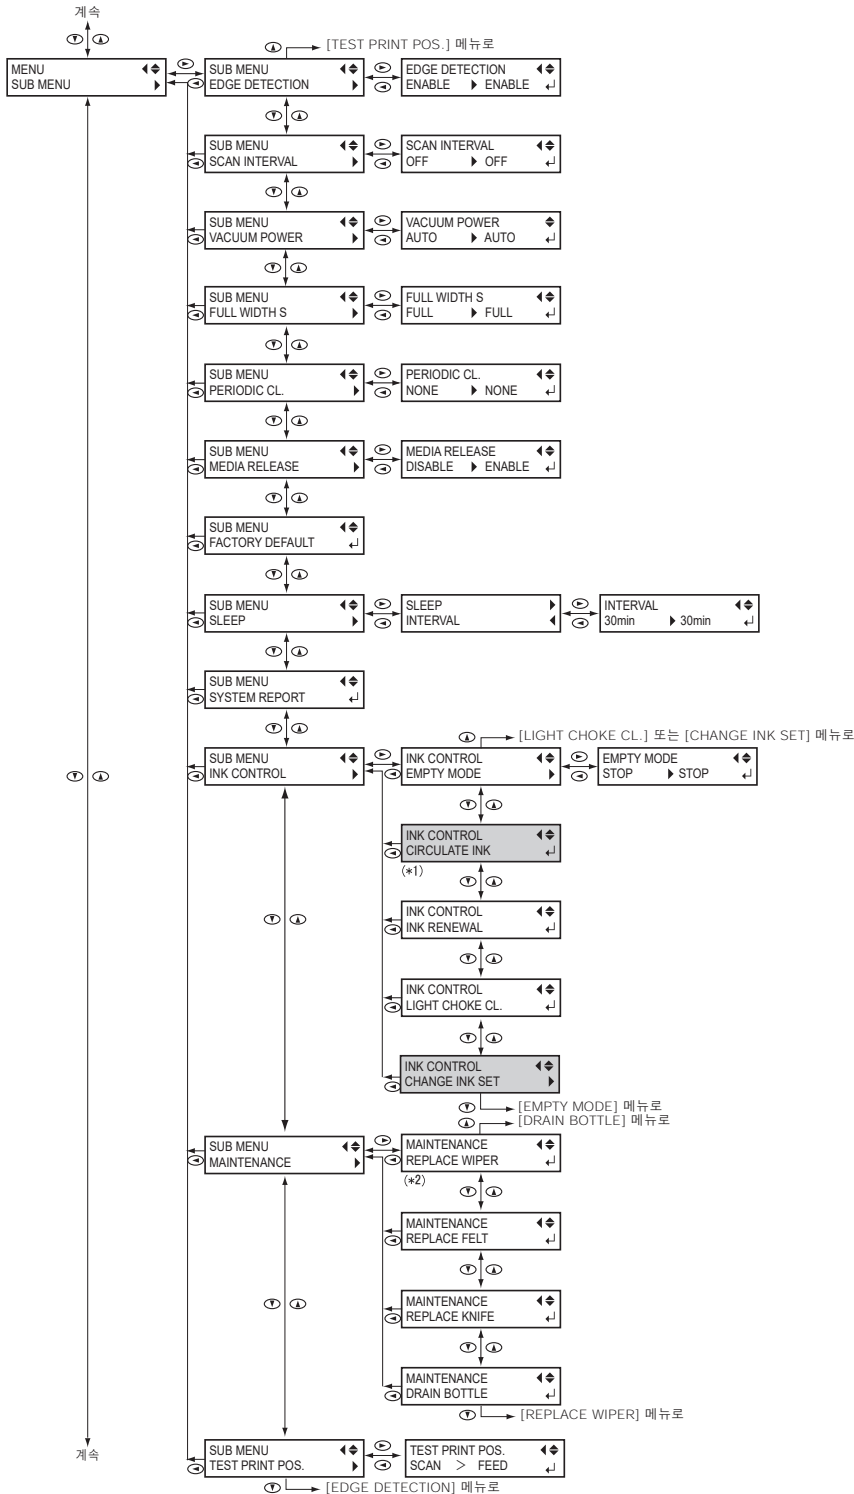 계속
[TEST PRINT POS.] 메뉴로
MENU
SUB MENU
SUB MENU
EDGE DETECTION
EDGE DETECTION
ENABLE ENABLE
SUB MENU
SCAN INTERVAL
SCAN INTERVAL
OFF OFF
SUB MENU
VACUUM POWER
VACUUM POWER
AUTO AUTO
SUB MENU
FULL WIDTH S
FULL WIDTH S
FULL FULL
SUB MENU
PERIODIC CL.
PERIODIC CL.
NONE NONE
SUB MENU
MEDIA RELEASE
MEDIA RELEASE
DISABLE ENABLE
SUB MENU
FACTORY DEFAULT
SUB MENU
SLEEP
SLEEP
INTERVAL
INTERVAL
30min 30min
SUB MENU
SYSTEM REPORT
[LIGHT CHOKE CL.] 또는 [CHANGE INK SET] 메뉴로
SUB MENU
INK CONTROL
INK CONTROL
EMPTY MODE
EMPTY MODE
STOP STOP
INK CONTROL
CIRCULATE INK
(*1)
INK CONTROL
INK RENEWAL
INK CONTROL
LIGHT CHOKE CL.
INK CONTROL
CHANGE INK SET
[EMPTY MODE] 메뉴로
[DRAIN BOTTLE] 메뉴로
SUB MENU
MAINTENANCE
MAINTENANCE
REPLACE WIPER
(*2)
MAINTENANCE
REPLACE FELT
MAINTENANCE
REPLACE KNIFE
MAINTENANCE
DRAIN BOTTLE
[REPLACE WIPER] 메뉴로
계속
SUB MENU
TEST PRINT POS.
TEST PRINT POS.
SCAN > FEED
[EDGE DETECTION] 메뉴로